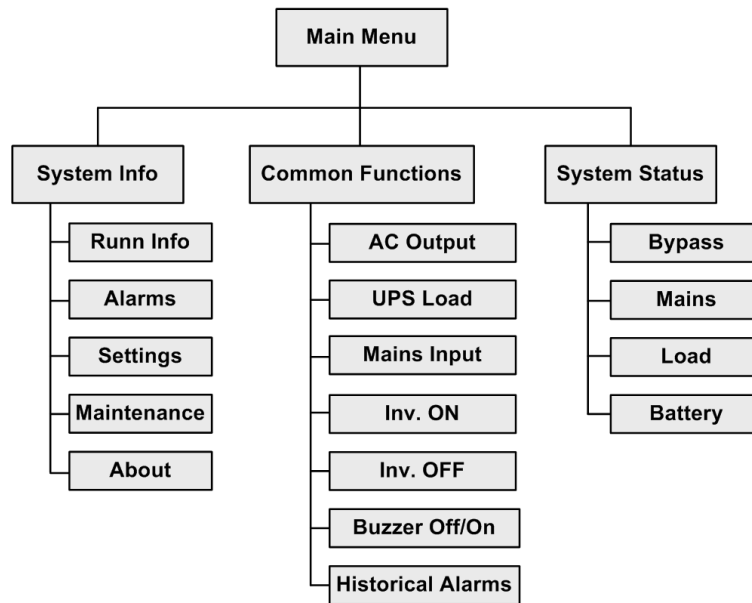 Main Menu
System Info
Common Functions
System Status
Runn Info
Alarms
Settings
Maintenance
About
AC Output
UPS Load
Mains Input
Inv. ON
Inv. OFF
Buzzer Off/On
Historical Alarms
Bypass
Mains
Load
Battery